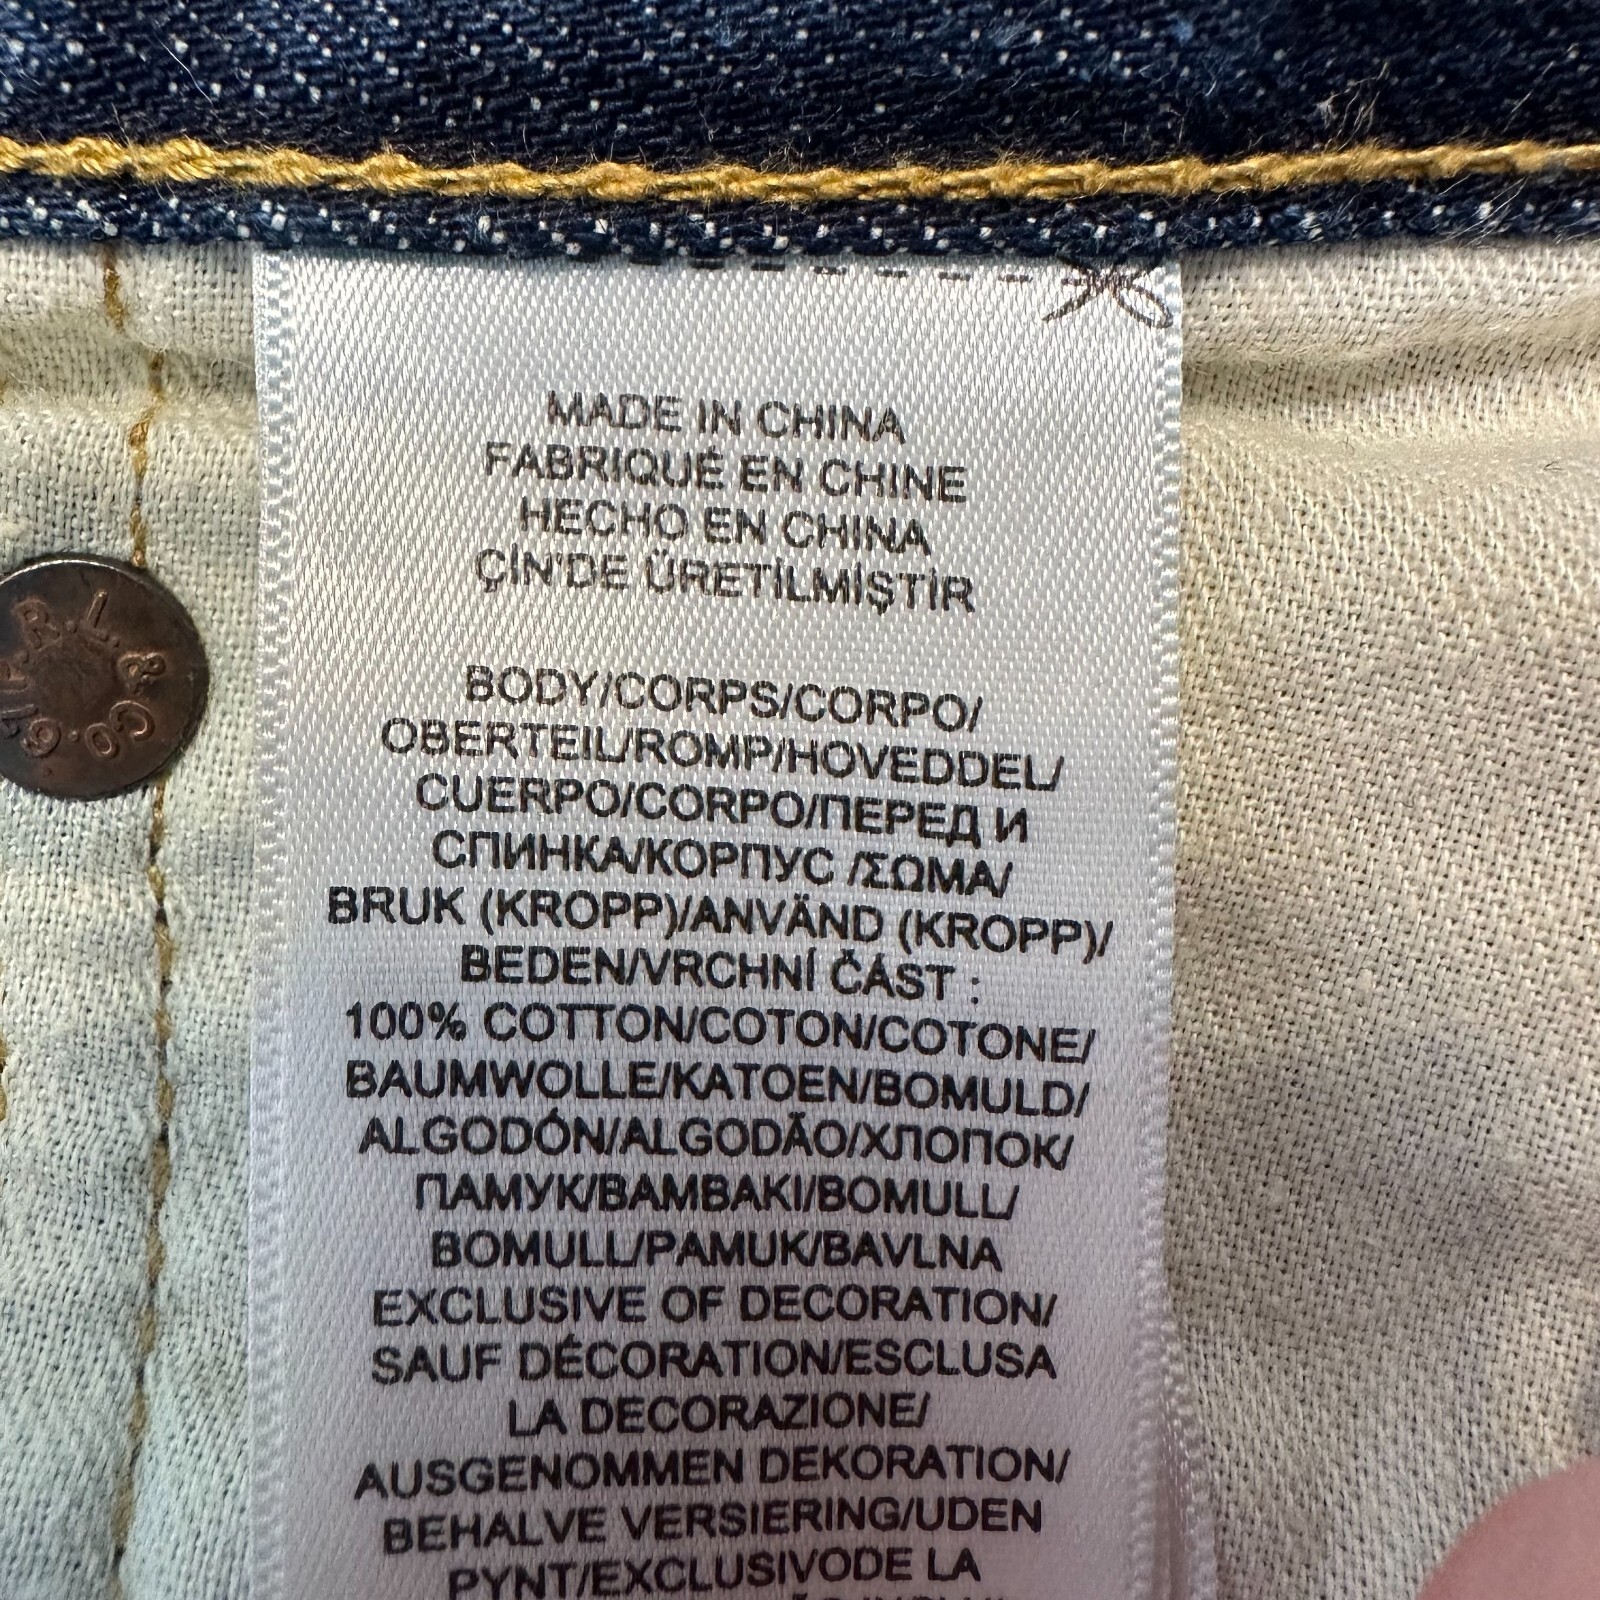 MADE IN CHINA
FABRIQUÉ EN CHINE
HECHO EN CHINA
ÇİN'DE ÜRETİLMİŞTİR
BODY/CORPS/CORPO/
OBERTEIL/ROMP/HOVEDDEL/
CUERPO/CORPO/ПЕРЕД И
СПИНКА/КОРПУС /ΣΩΜΑ/
BRUK (KROPP)/ANVÄND (KROPP)/
BEDEN/VRCHNÍ ČÁST :
100% COTTON/COTON/COTONE/
BAUMWOLLE/KATOEN/BOMULD/
ALGODÓN/ALGODÃO/ХЛОПОК/
ПАМУК/BAMBAKI/BOMULL/
BOMULL/PAMUK/BAVLNA
EXCLUSIVE OF DECORATION/
SAUF DÉCORATION/ESCLUSA
LA DECORAZIONE/
AUSGENOMMEN DEKORATION/
BEHALVE VERSIERING/UDEN
PYNT/EXCLUSIVODE LA
R.L. & CO.